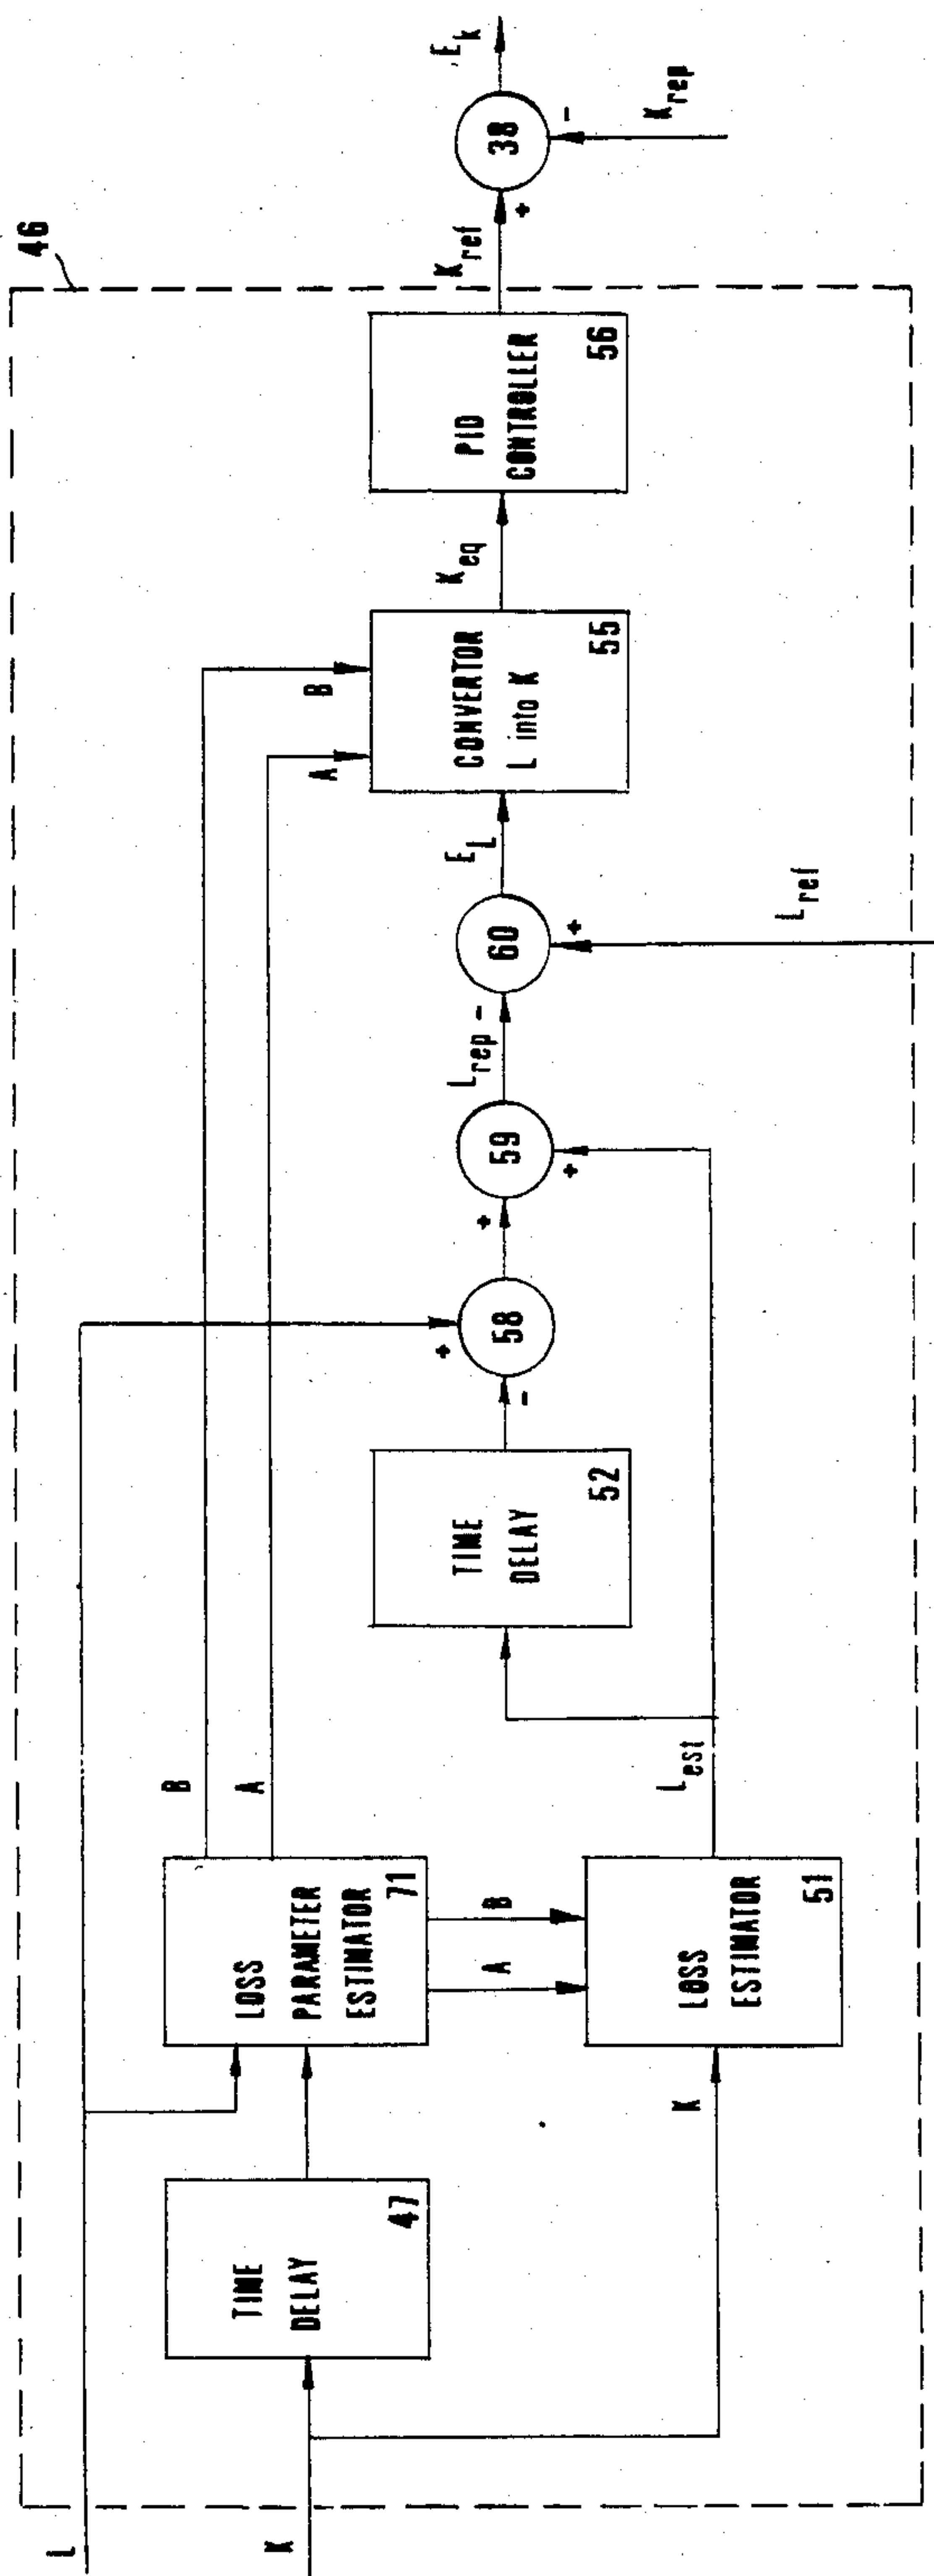 46
L
K
TIME
DELAY
47
LOSS
PARAMETER
ESTIMATOR
71
B
A
A
B
K
LOSS
ESTIMATOR
51
L_est
TIME
DELAY
52
-
+
58
+
+
59
L_rep
-
60
+
L_ref
E_L
A
B
CONVERTOR
L into K
55
K_eq
PID
CONTROLLER
56
K_ref
+
38
-
K_rep
E_k